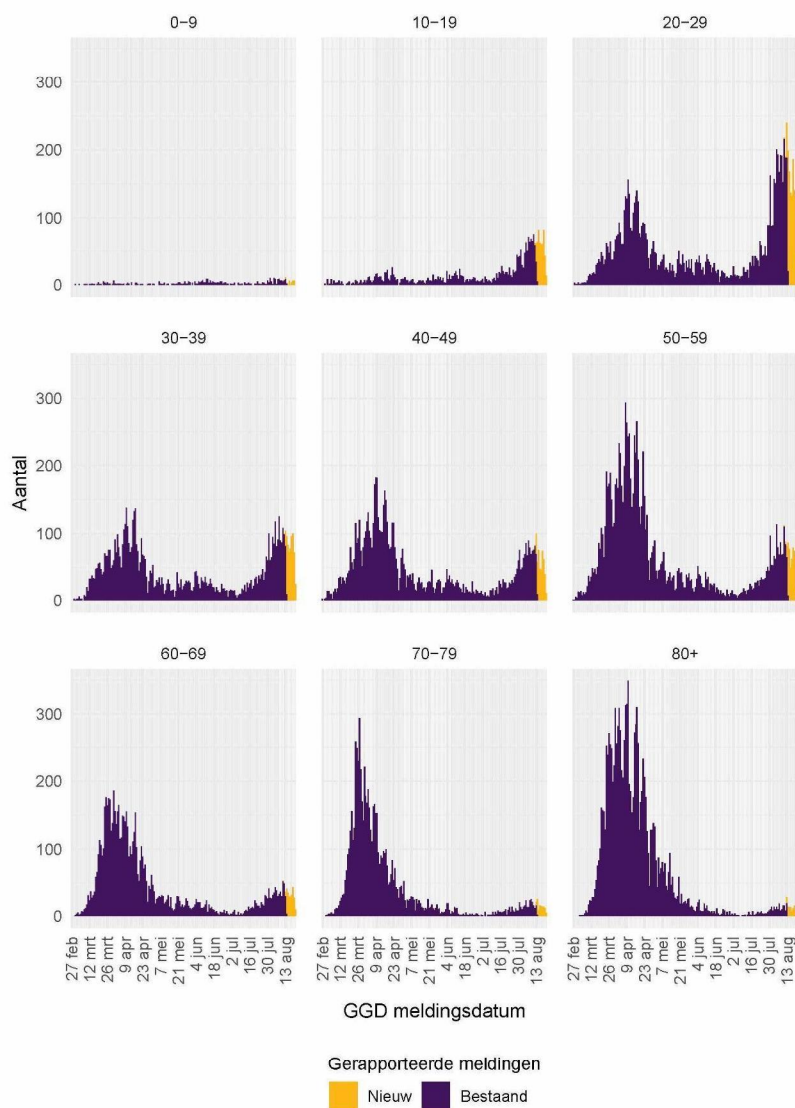 0−9
10−19
20−29
300
200
100
0
30−39
40−49
50−59
300
200
100
0
Aantal
60−69
70−79
80+
300
200
100
0
27 feb
12 mrt
26 mrt
9 apr
23 apr
7 mei
21 mei
4 jun
18 jun
2 jul
16 jul
30 jul
13 aug
27 feb
12 mrt
26 mrt
9 apr
23 apr
7 mei
21 mei
4 jun
18 jun
2 jul
16 jul
30 jul
13 aug
27 feb
12 mrt
26 mrt
9 apr
23 apr
7 mei
21 mei
4 jun
18 jun
2 jul
16 jul
30 jul
13 aug
GGD meldingsdatum
Gerapporteerde meldingen
Nieuw
Bestaand